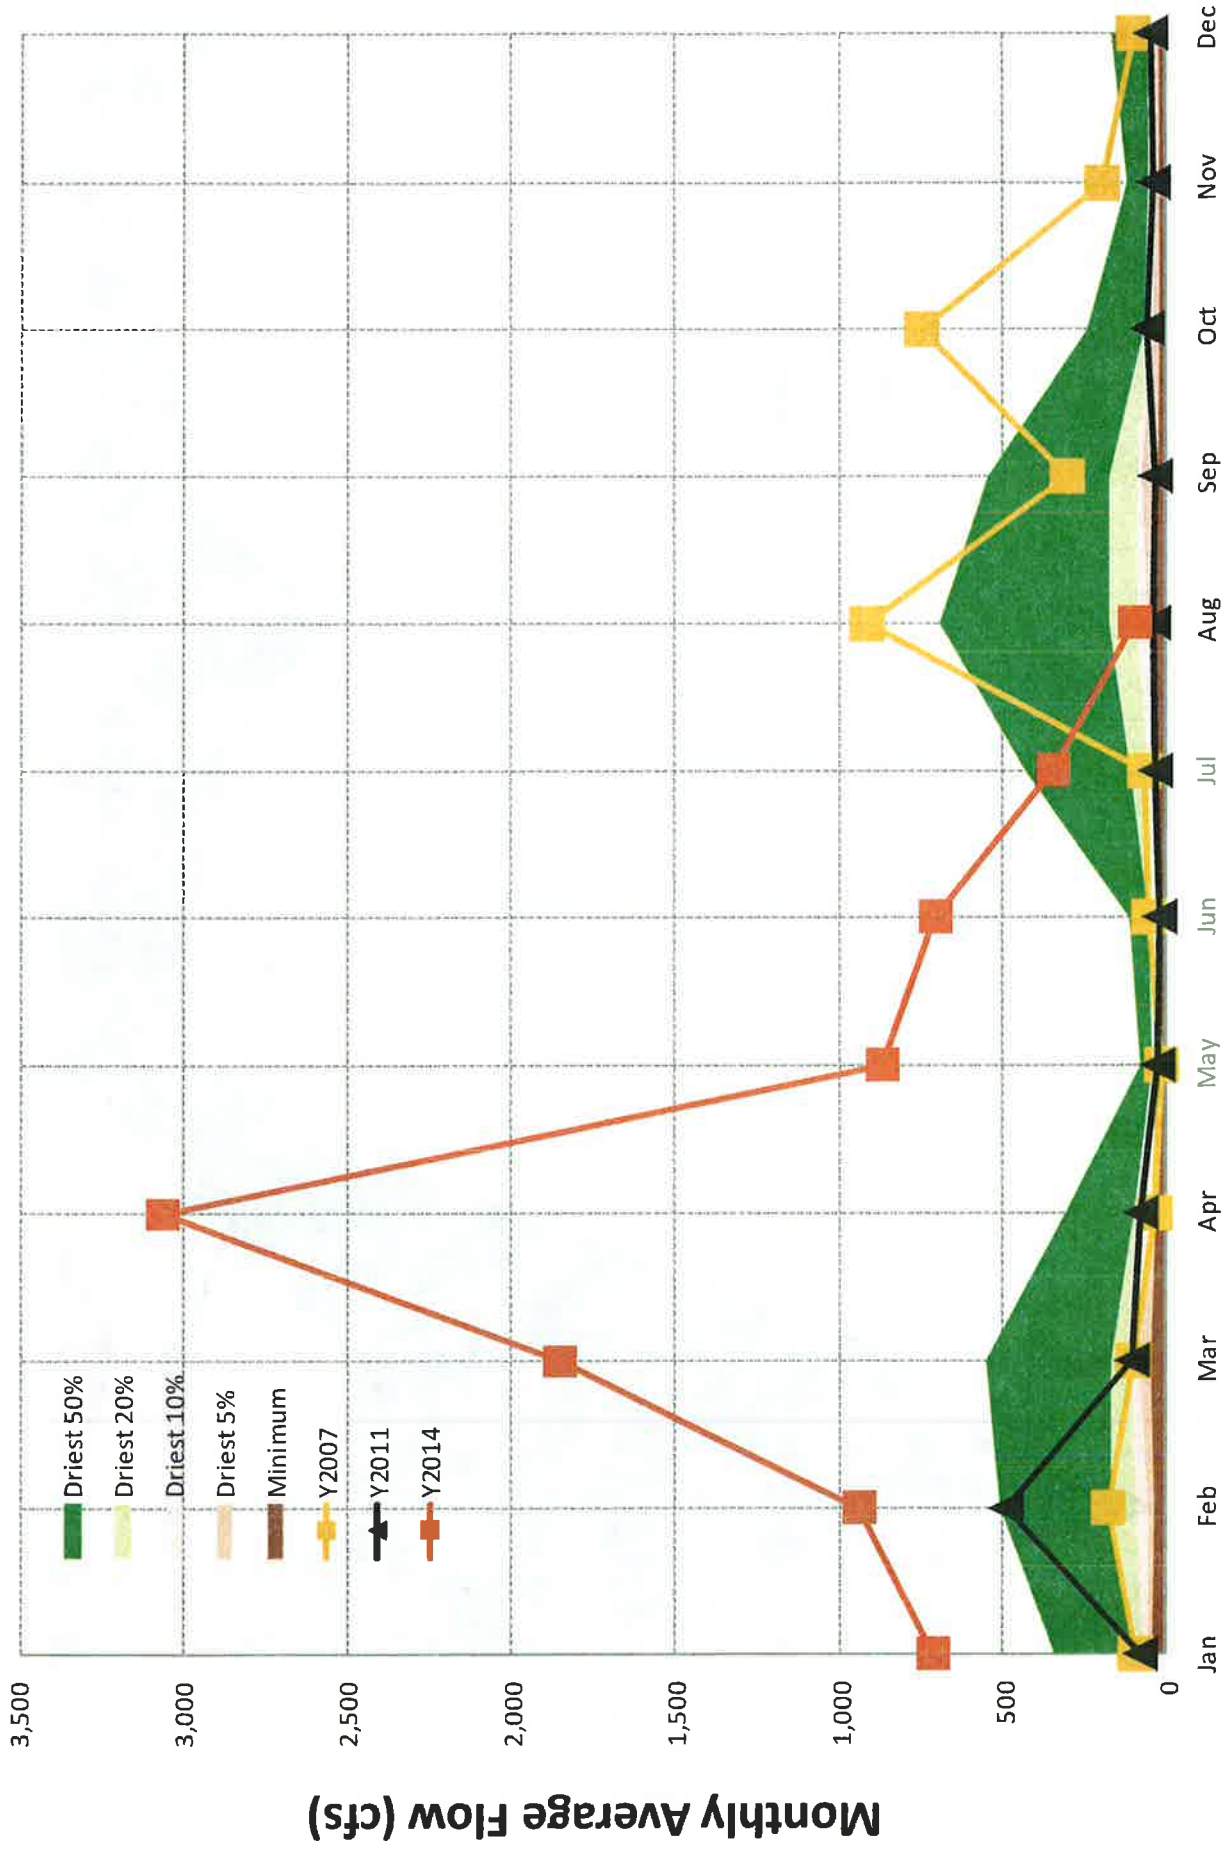 Monthly Average Flow (cfs)
3,500
3,000
2,500
2,000
1,500
1,000
500
0
Driest 50%
Driest 20%
Driest 10%
Driest 5%
Minimum
Y2007
Y2011
Y2014
Jan
Feb
Mar
Apr
May
Jun
Jul
Aug
Sep
Oct
Nov
Dec